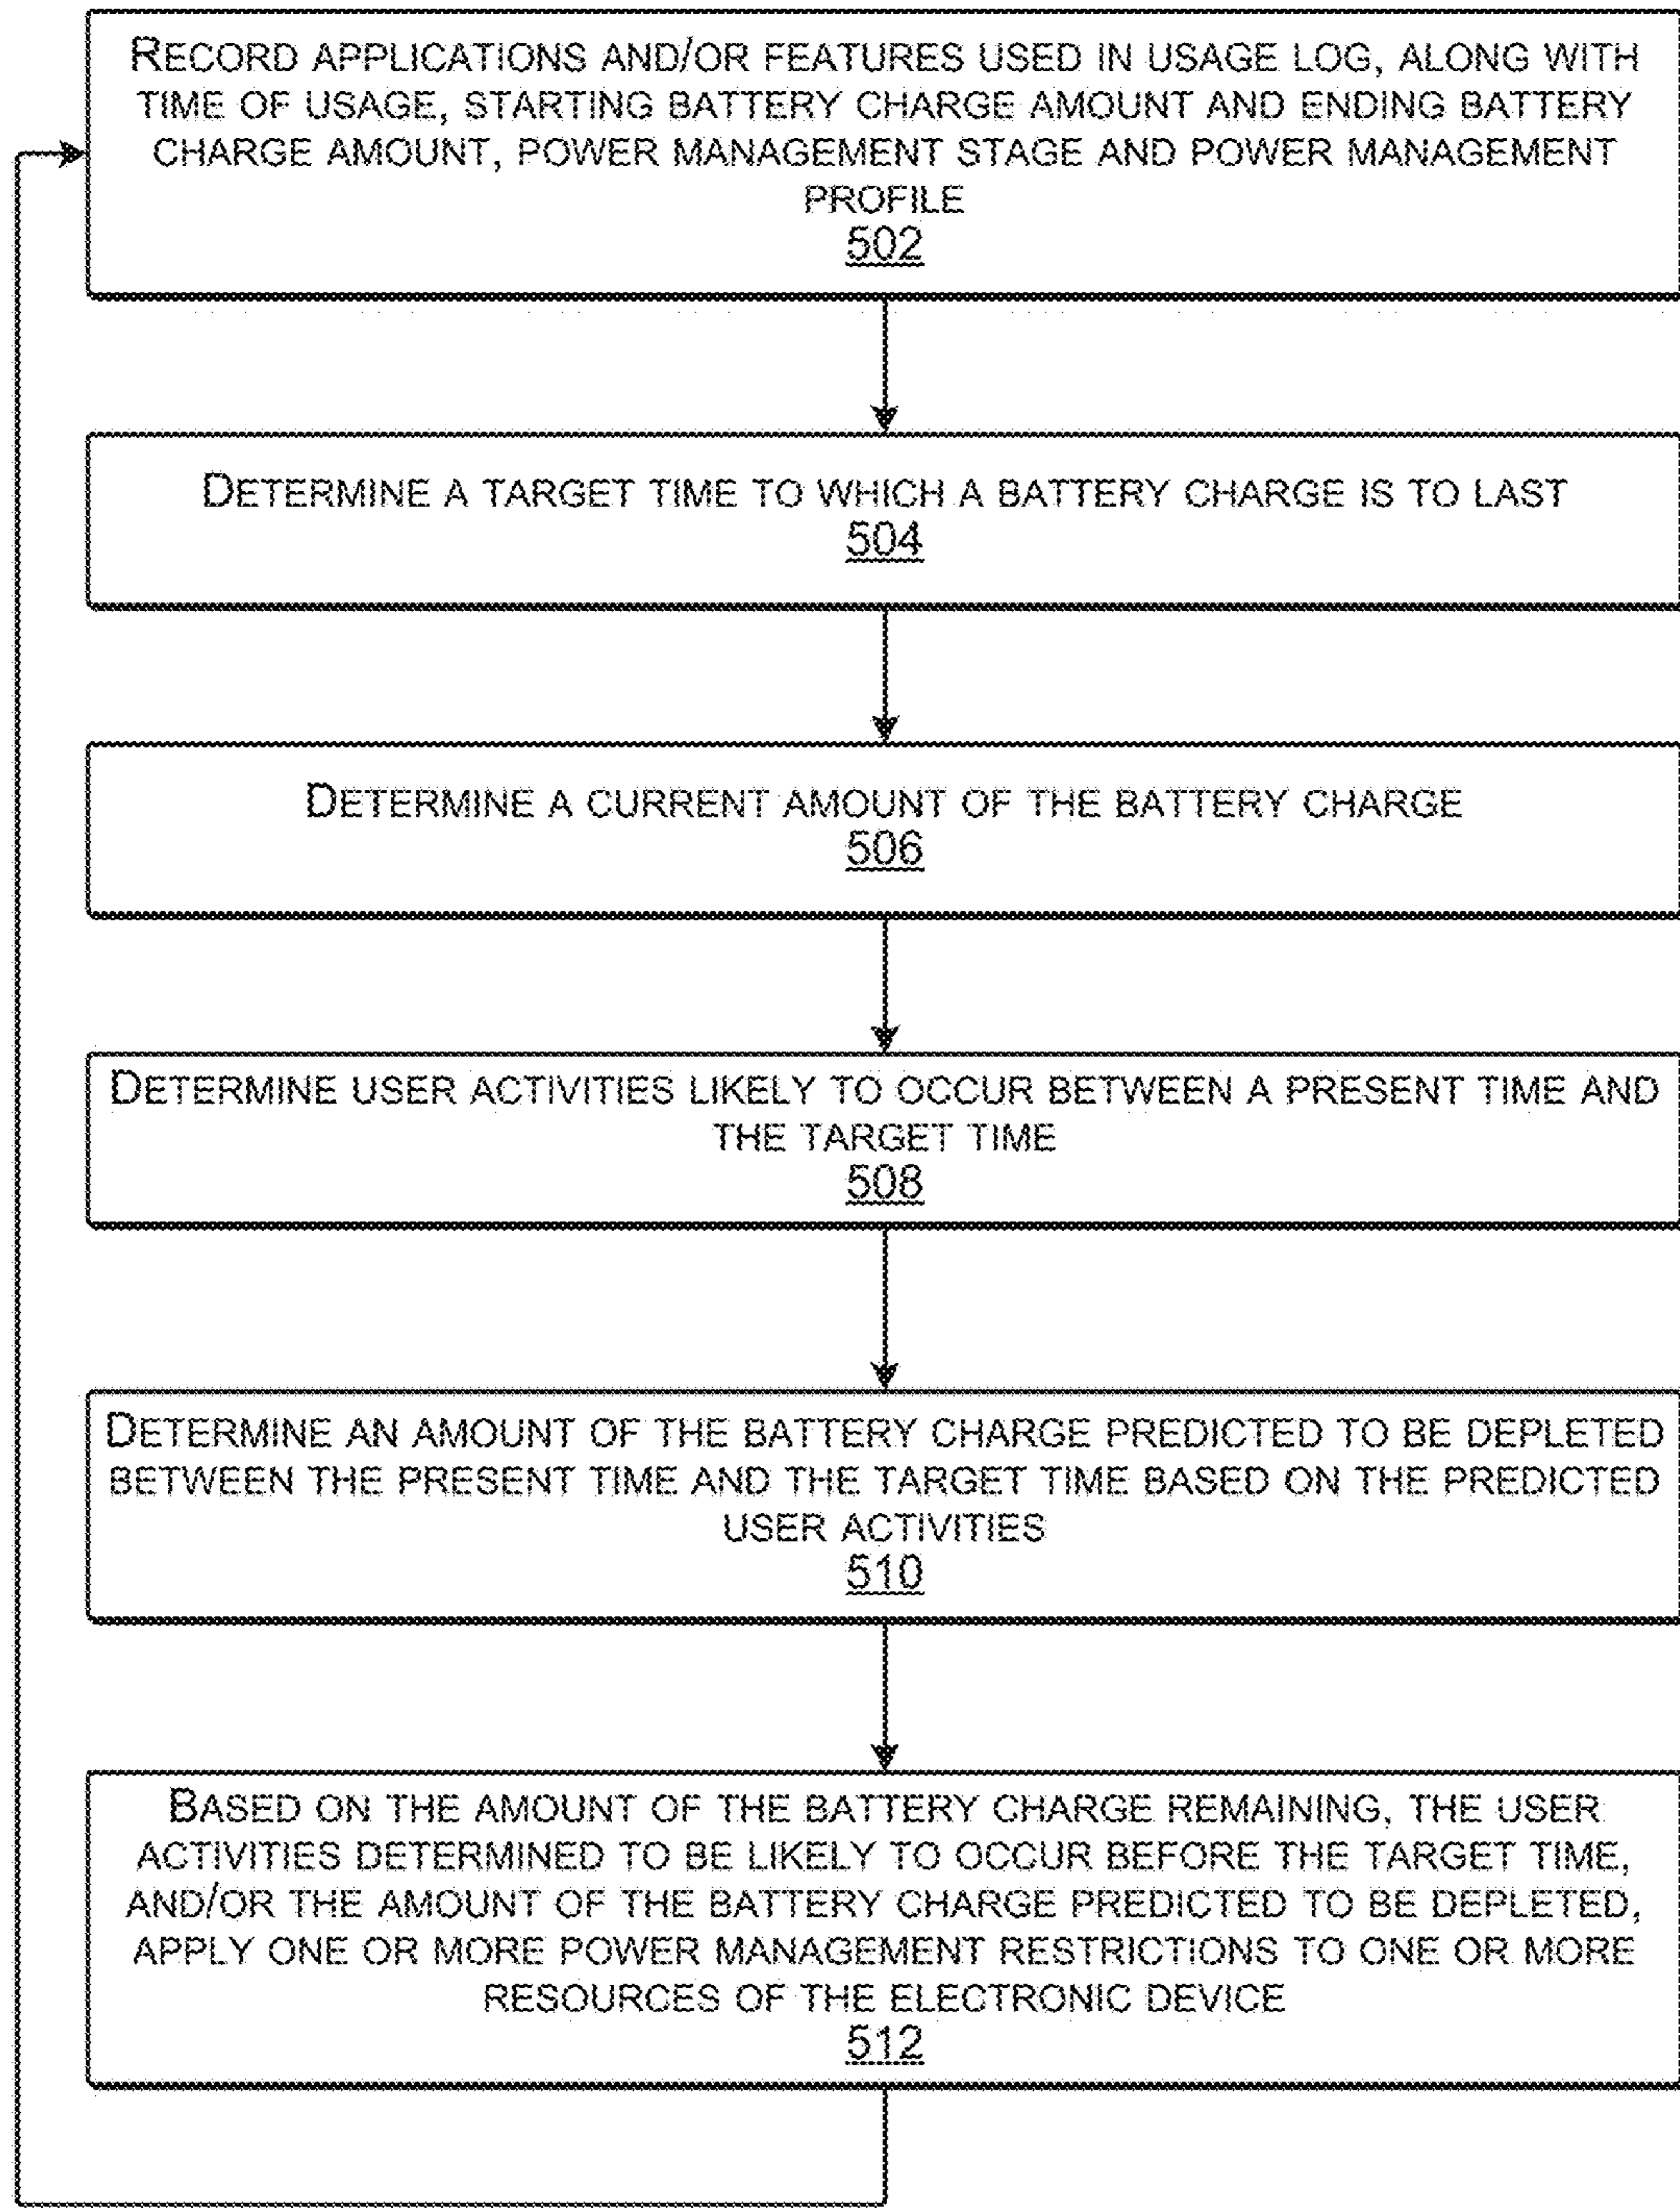 RECORD APPLICATIONS AND/OR FEATURES USED IN USAGE LOG, ALONG WITH
TIME OF USAGE, STARTING BATTERY CHARGE AMOUNT AND ENDING BATTERY
CHARGE AMOUNT, POWER MANAGEMENT STAGE AND POWER MANAGEMENT
PROFILE
502
DETERMINE A TARGET TIME TO WHICH A BATTERY CHARGE IS TO LAST
504
DETERMINE A CURRENT AMOUNT OF THE BATTERY CHARGE
506
DETERMINE USER ACTIVITIES LIKELY TO OCCUR BETWEEN A PRESENT TIME AND
THE TARGET TIME
508
DETERMINE AN AMOUNT OF THE BATTERY CHARGE PREDICTED TO BE DEPLETED
BETWEEN THE PRESENT TIME AND THE TARGET TIME BASED ON THE PREDICTED
USER ACTIVITIES
510
BASED ON THE AMOUNT OF THE BATTERY CHARGE REMAINING, THE USER
ACTIVITIES DETERMINED TO BE LIKELY TO OCCUR BEFORE THE TARGET TIME,
AND/OR THE AMOUNT OF THE BATTERY CHARGE PREDICTED TO BE DEPLETED,
APPLY ONE OR MORE POWER MANAGEMENT RESTRICTIONS TO ONE OR MORE
RESOURCES OF THE ELECTRONIC DEVICE
512